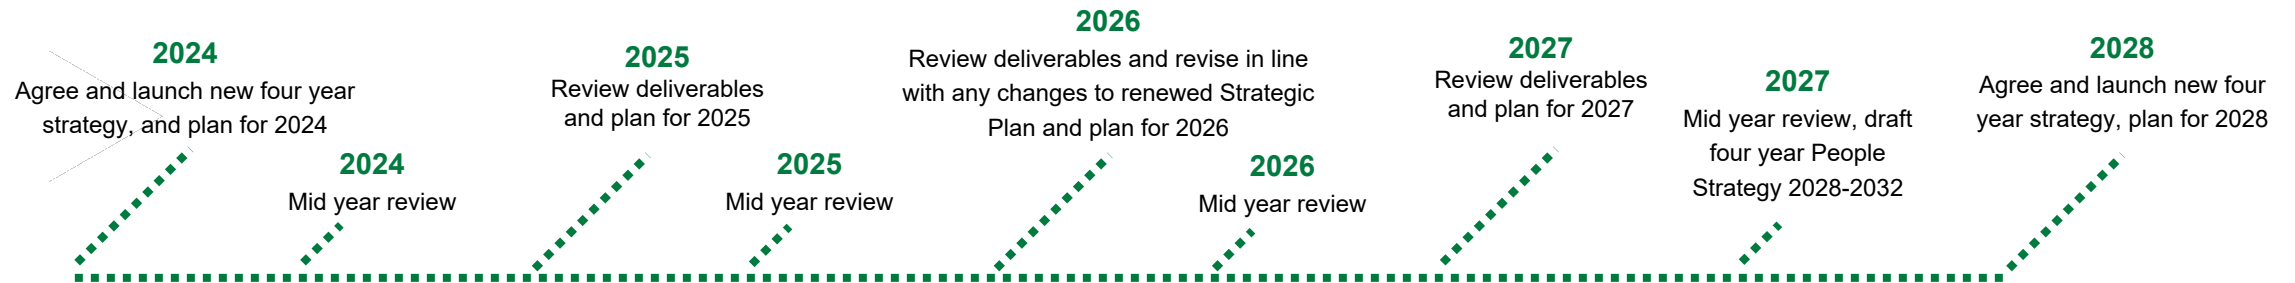 2024
Agree and launch new four year
strategy, and plan for 2024
2024
Mid year review
2025
Review deliverables
and plan for 2025
2025
Mid year review
2026
Review deliverables and revise in line
with any changes to renewed Strategic
Plan and plan for 2026
2026
Mid year review
2027
Review deliverables
and plan for 2027
2027
Mid year review, draft
four year People
Strategy 2028-2032
2028
Agree and launch new four
year strategy, plan for 2028